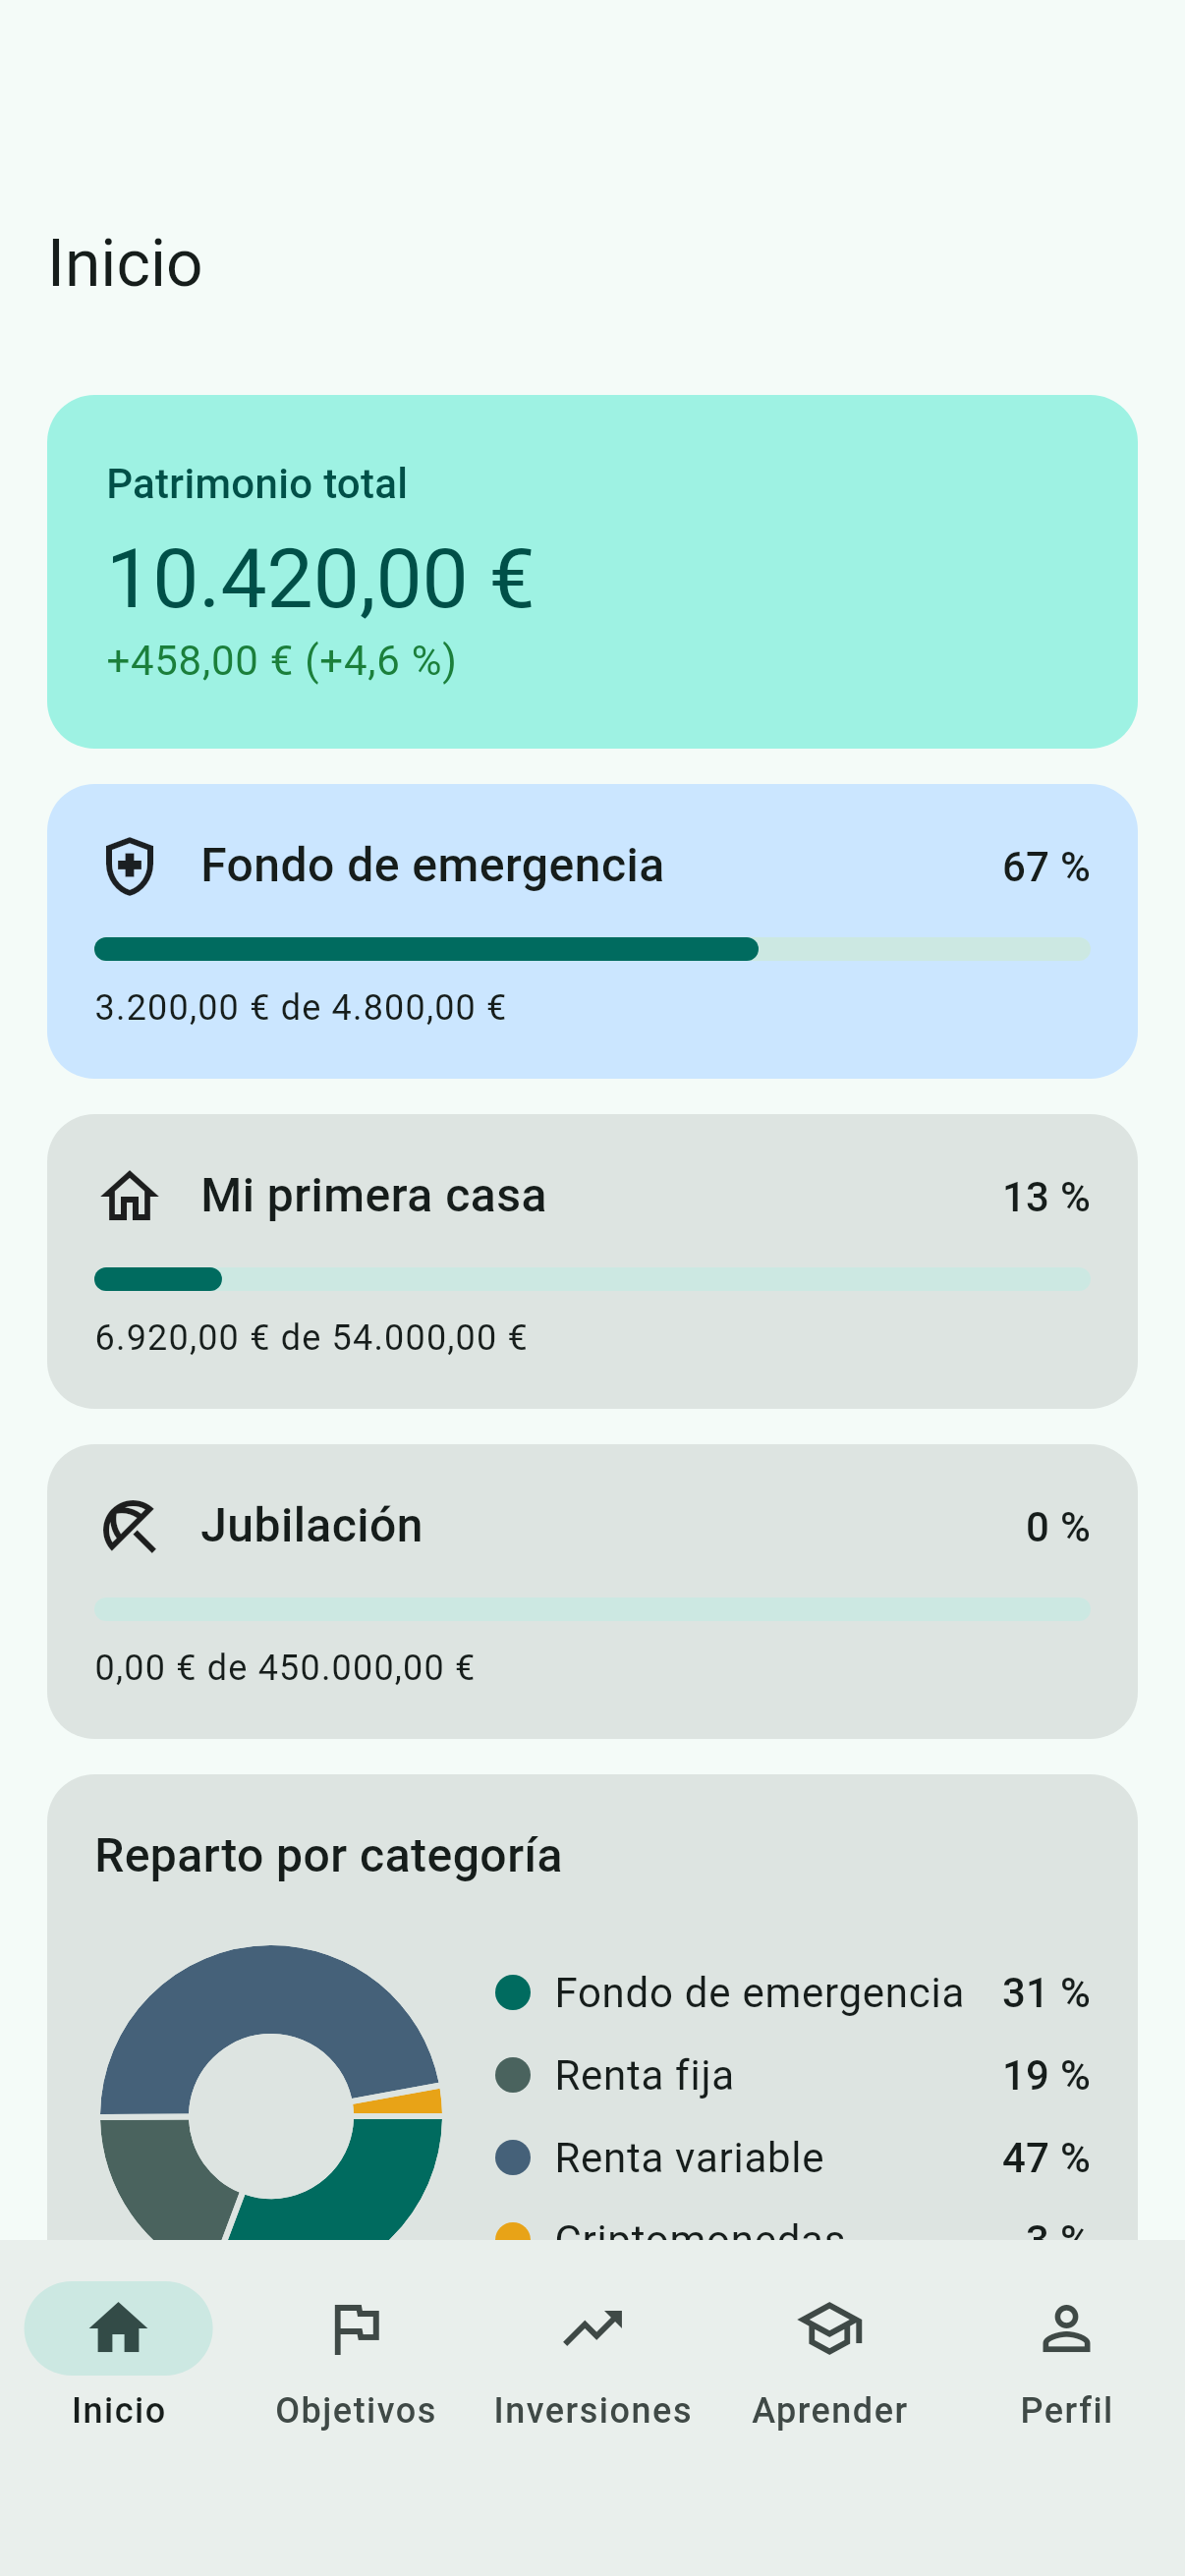 Inicio
Patrimonio total
10.420,00 €
+458,00 € (+4,6 %)
Fondo de emergencia 67 %
3.200,00 € de 4.800,00 €
Mi primera casa 13 %
6.920,00 € de 54.000,00 €
Jubilación 0 %
0,00 € de 450.000,00 €
Reparto por categoría
Fondo de emergencia 31 %
Renta fija 19 %
Renta variable 47 %
Criptomonedas 3 %
Inicio Objetivos Inversiones Aprender Perfil